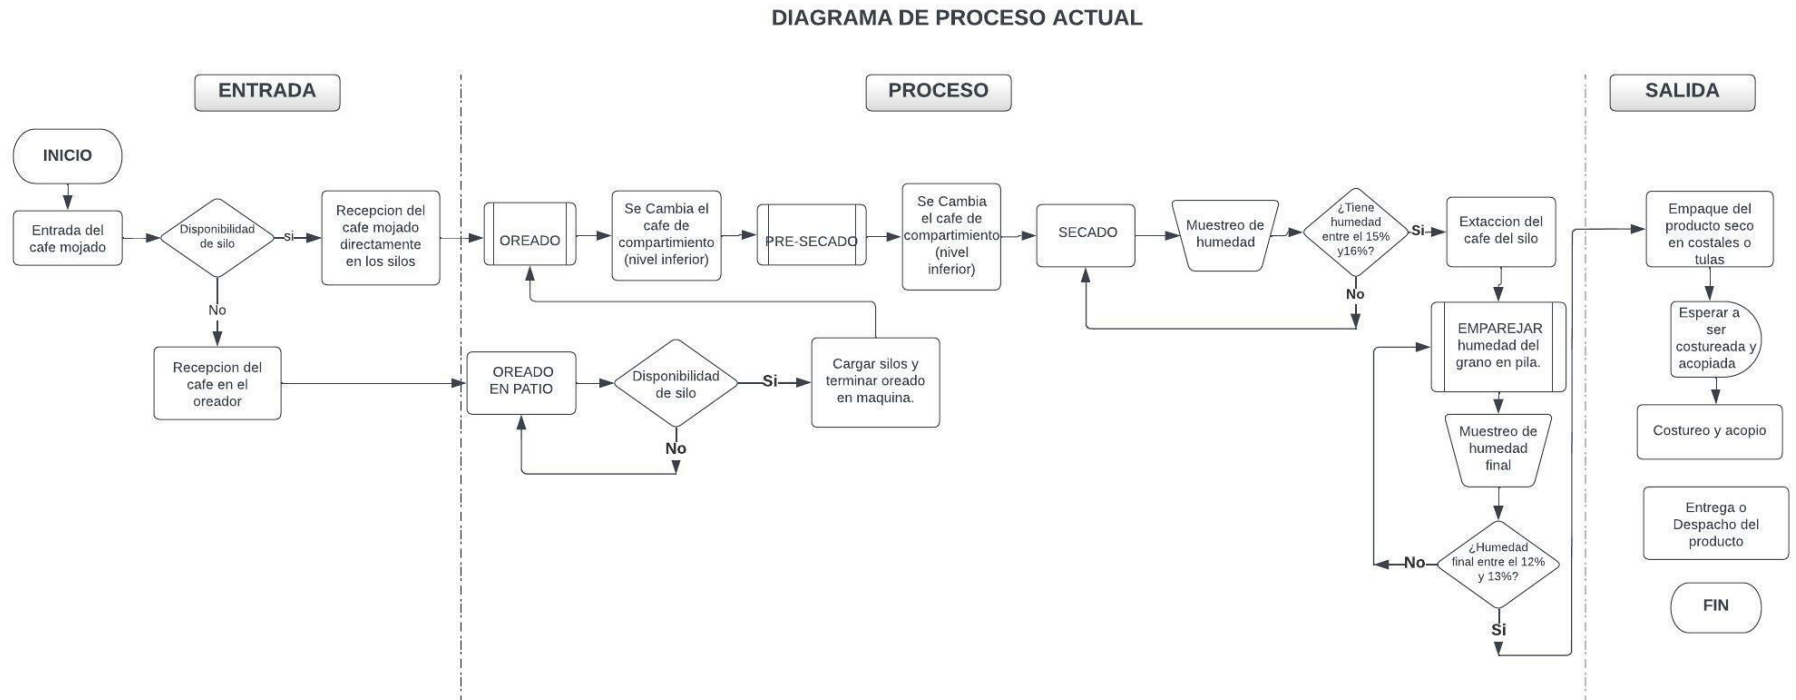 DIAGRAMA DE PROCESO ACTUAL
ENTRADA
INICIO
Entrada del
cafe mojado
Disponibilidad
de silo
si
Recepcion del
cafe mojado
directamente
en los silos
No
Recepcion del
cafe en el
oreador
PROCESO
OREADO
Se Cambia el
cafe de
compartimiento
(nivel inferior)
PRE-SECADO
Se Cambia
el cafe de
compartimiento
(nivel
inferior)
SECADO
Muestreo de
humedad
¿Tiene
humedad
entre el 15%
y16%?
Si
No
Extaccion del
cafe del silo
OREADO
EN PATIO
Disponibilidad
de silo
Si
No
Cargar silos y
terminar oreado
en maquina.
EMPAREJAR
humedad del
grano en pila.
Muestreo de
humedad
final
¿Humedad
final entre el 12%
y 13%?
No
Si
SALIDA
Empaque del
producto seco
en costales o
tulas
Esperar a
ser
costureada y
acopiada
Costureo y acopio
Entrega o
Despacho del
producto
FIN